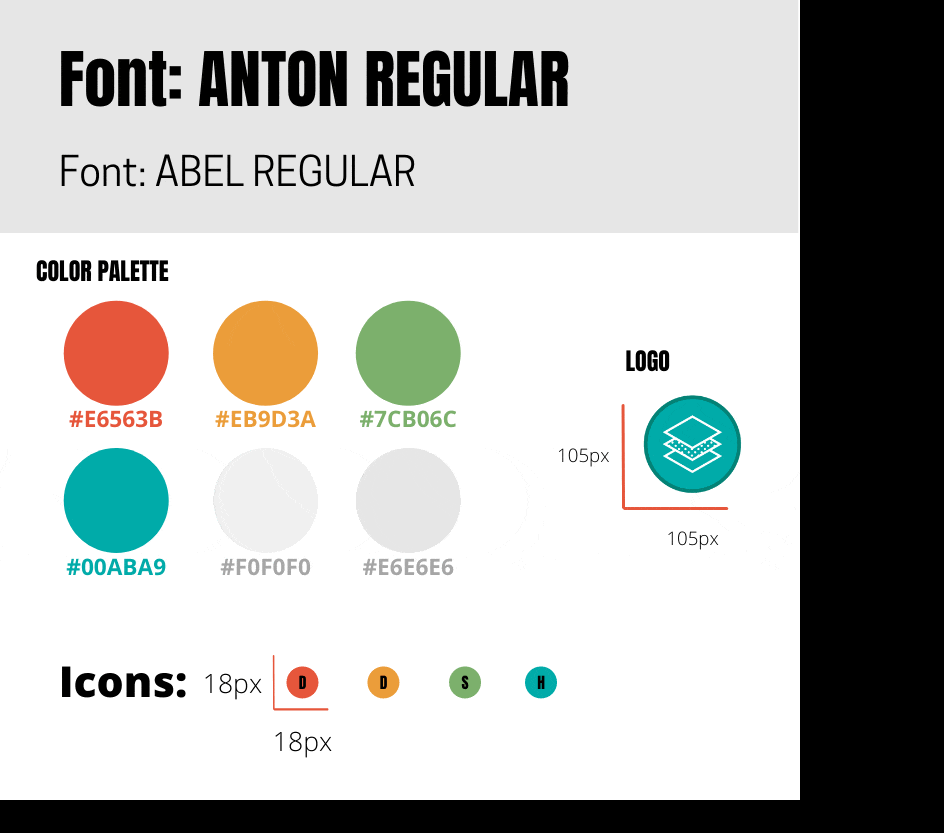 Font: ANTON REGULAR
Font: ABEL REGULAR
COLOR PALETTE
#E6563B #EB9D3A #7CB06C
#00ABA9 #F0F0F0 #E6E6E6
LOGO
105px
105px
Icons: 18px D D S H
18px